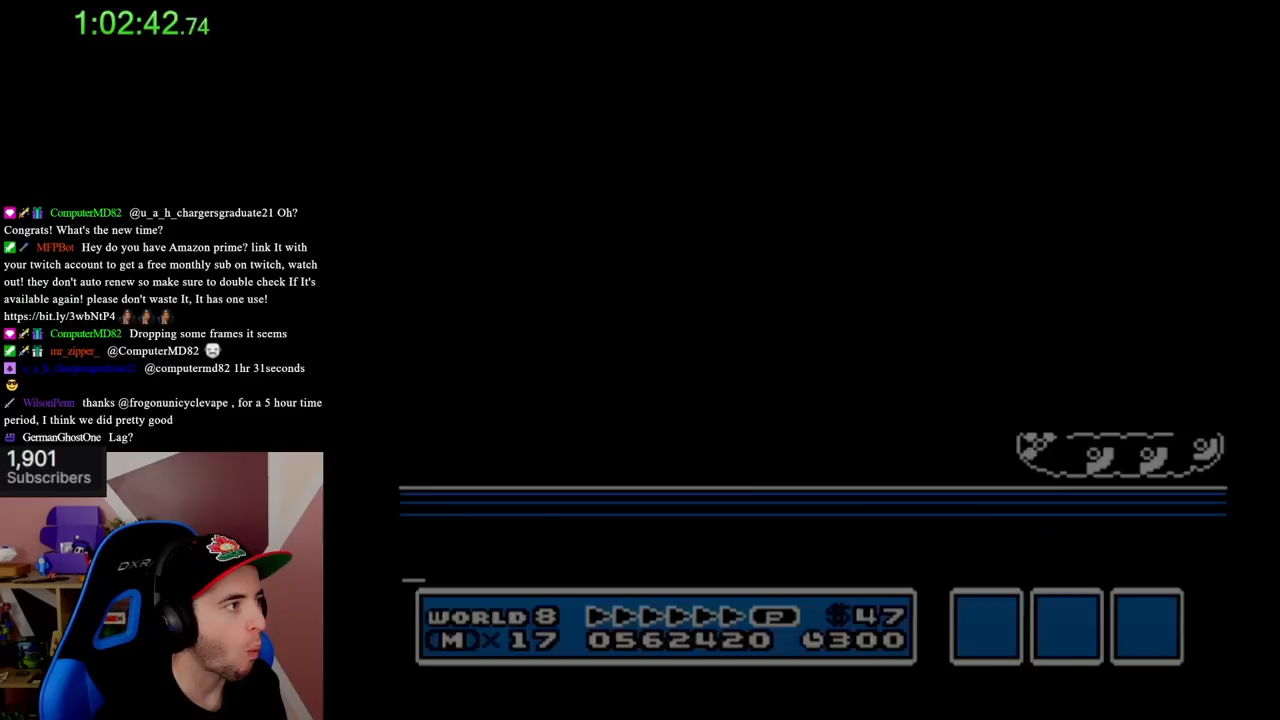 1:02:42.74
ComputerMD82 @u_a_h_chargersgraduate21 Oh?
Congrats! What's the new time?
MFPBot Hey do you have Amazon prime? link It with
your twitch account to get a free monthly sub on twitch, watch
out! they don't auto renew so make sure to double check If It's
available again! please don't waste It, It has one use!
https://bit.ly/3wbNtP4
ComputerMD82 Dropping some frames it seems
mr_zipper_ @ComputerMD82
u_a_h_chargersgraduate21 @computermd82 1hr 31seconds
WilsonPenn thanks @frogonunicyclevape , for a 5 hour time
period, I think we did pretty good
GermanGhostOne Lag?
1,901
Subscribers
DXR
WORLD 8 P $47
M x 17 0562420 300